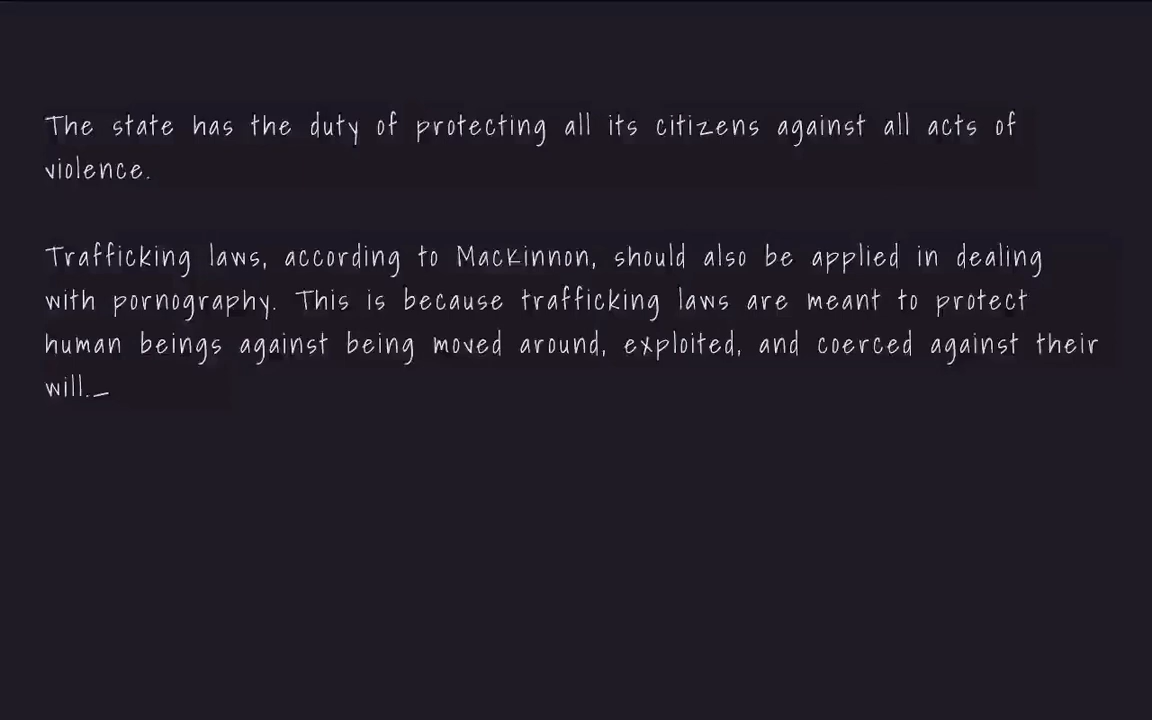 The state has the duty of protecting all its citizens against all acts of
violence.
Trafficking laws, according to MacKinnon, should also be applied in dealing
with pornography. This is because trafficking laws are meant to protect
human beings against being moved around, exploited, and coerced against their
will._